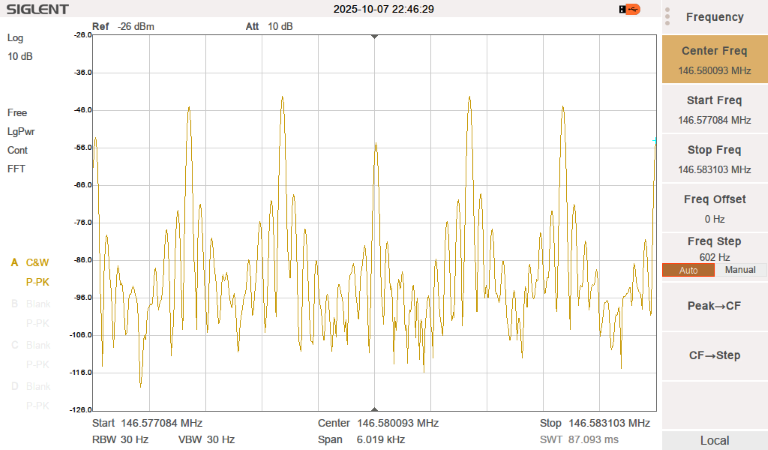 SIGLENT 2025-10-07 22:46:29
Frequency
Ref -26 dBm Att 10 dB
Log
10 dB
Free
LgPwr
Cont
FFT
A C&W
P-PK
B Blank
P-PK
C Blank
P-PK
D Blank
P-PK
-26.0
-36.0
-46.0
-56.0
-66.0
-76.0
-86.0
-96.0
-106.0
-116.0
-126.0
Start 146.577084 MHz Center 146.580093 MHz Stop 146.583103 MHz
RBW 30 Hz VBW 30 Hz Span 6.019 kHz SWT 87.093 ms
Center Freq
146.580093 MHz
Start Freq
146.577084 MHz
Stop Freq
146.583103 MHz
Freq Offset
0 Hz
Freq Step
602 Hz
Auto Manual
Peak→CF
CF→Step
Local